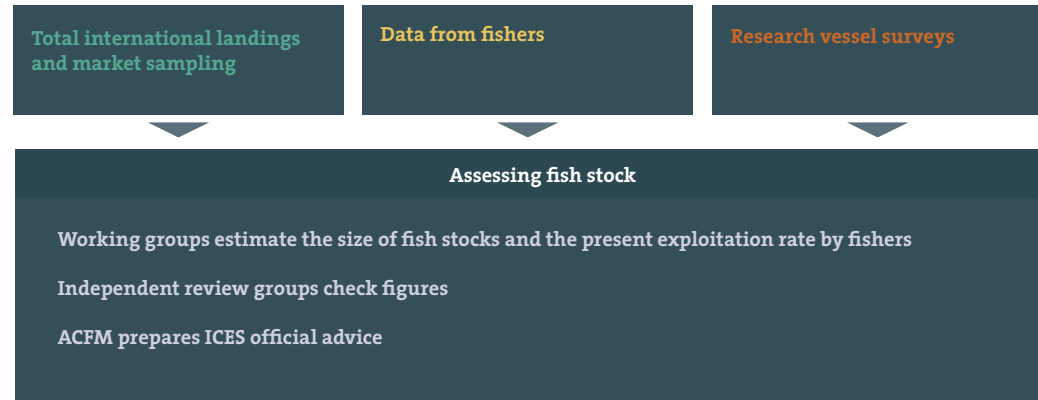 Total international landings
and market sampling
Data from fishers
Research vessel surveys
Assessing fish stock
Working groups estimate the size of fish stocks and the present exploitation rate by fishers
Independent review groups check figures
ACFM prepares ICES official advice